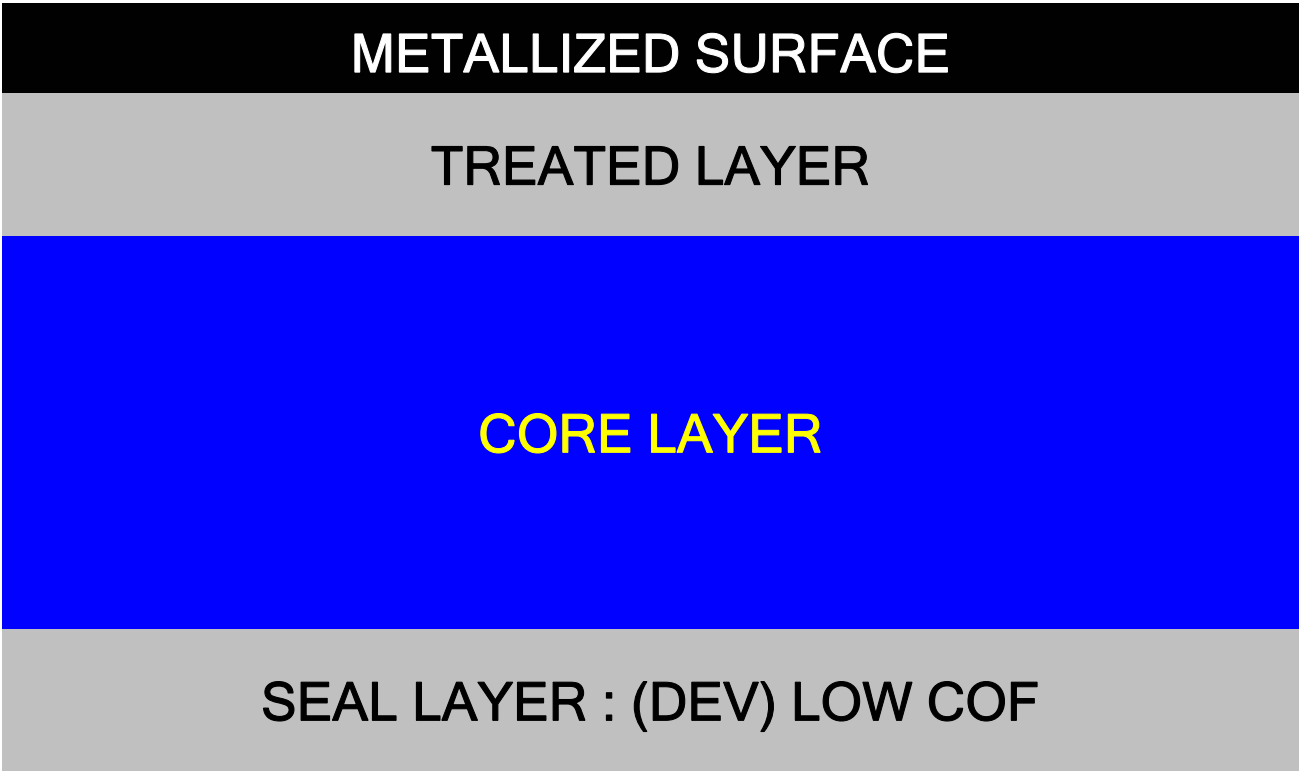 METALLIZED SURFACE
TREATED LAYER
CORE LAYER
SEAL LAYER : (DEV) LOW COF